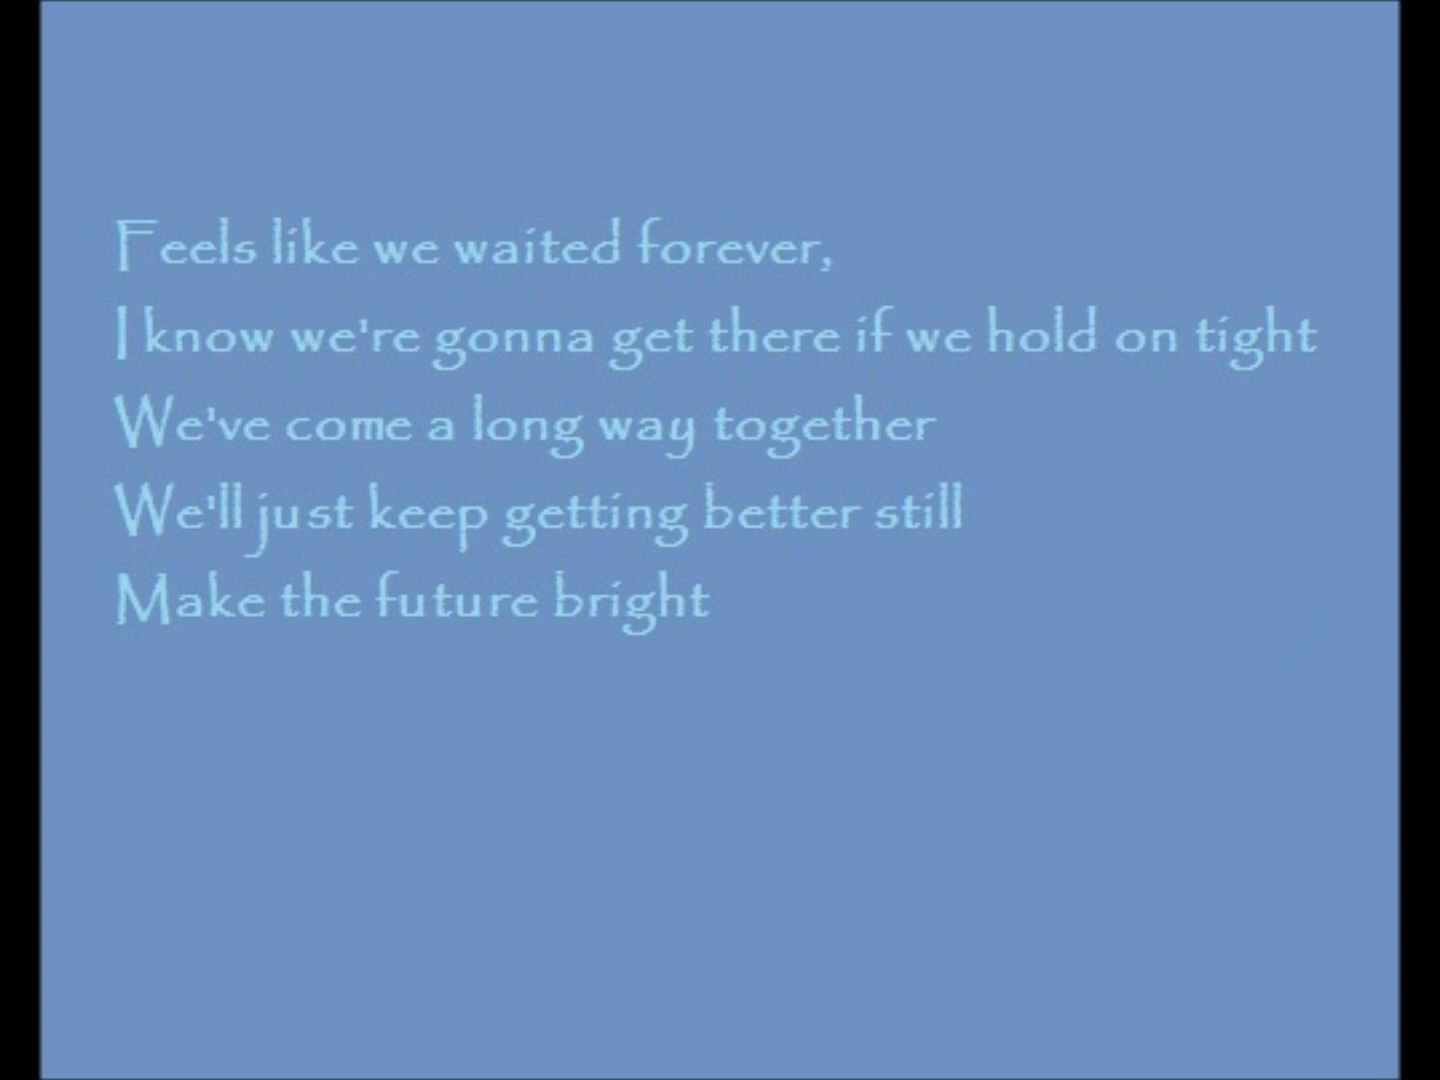 Feels like we waited forever,
I know we're gonna get there if we hold on tight
We've come a long way together
We'll just keep getting better still
Make the future bright